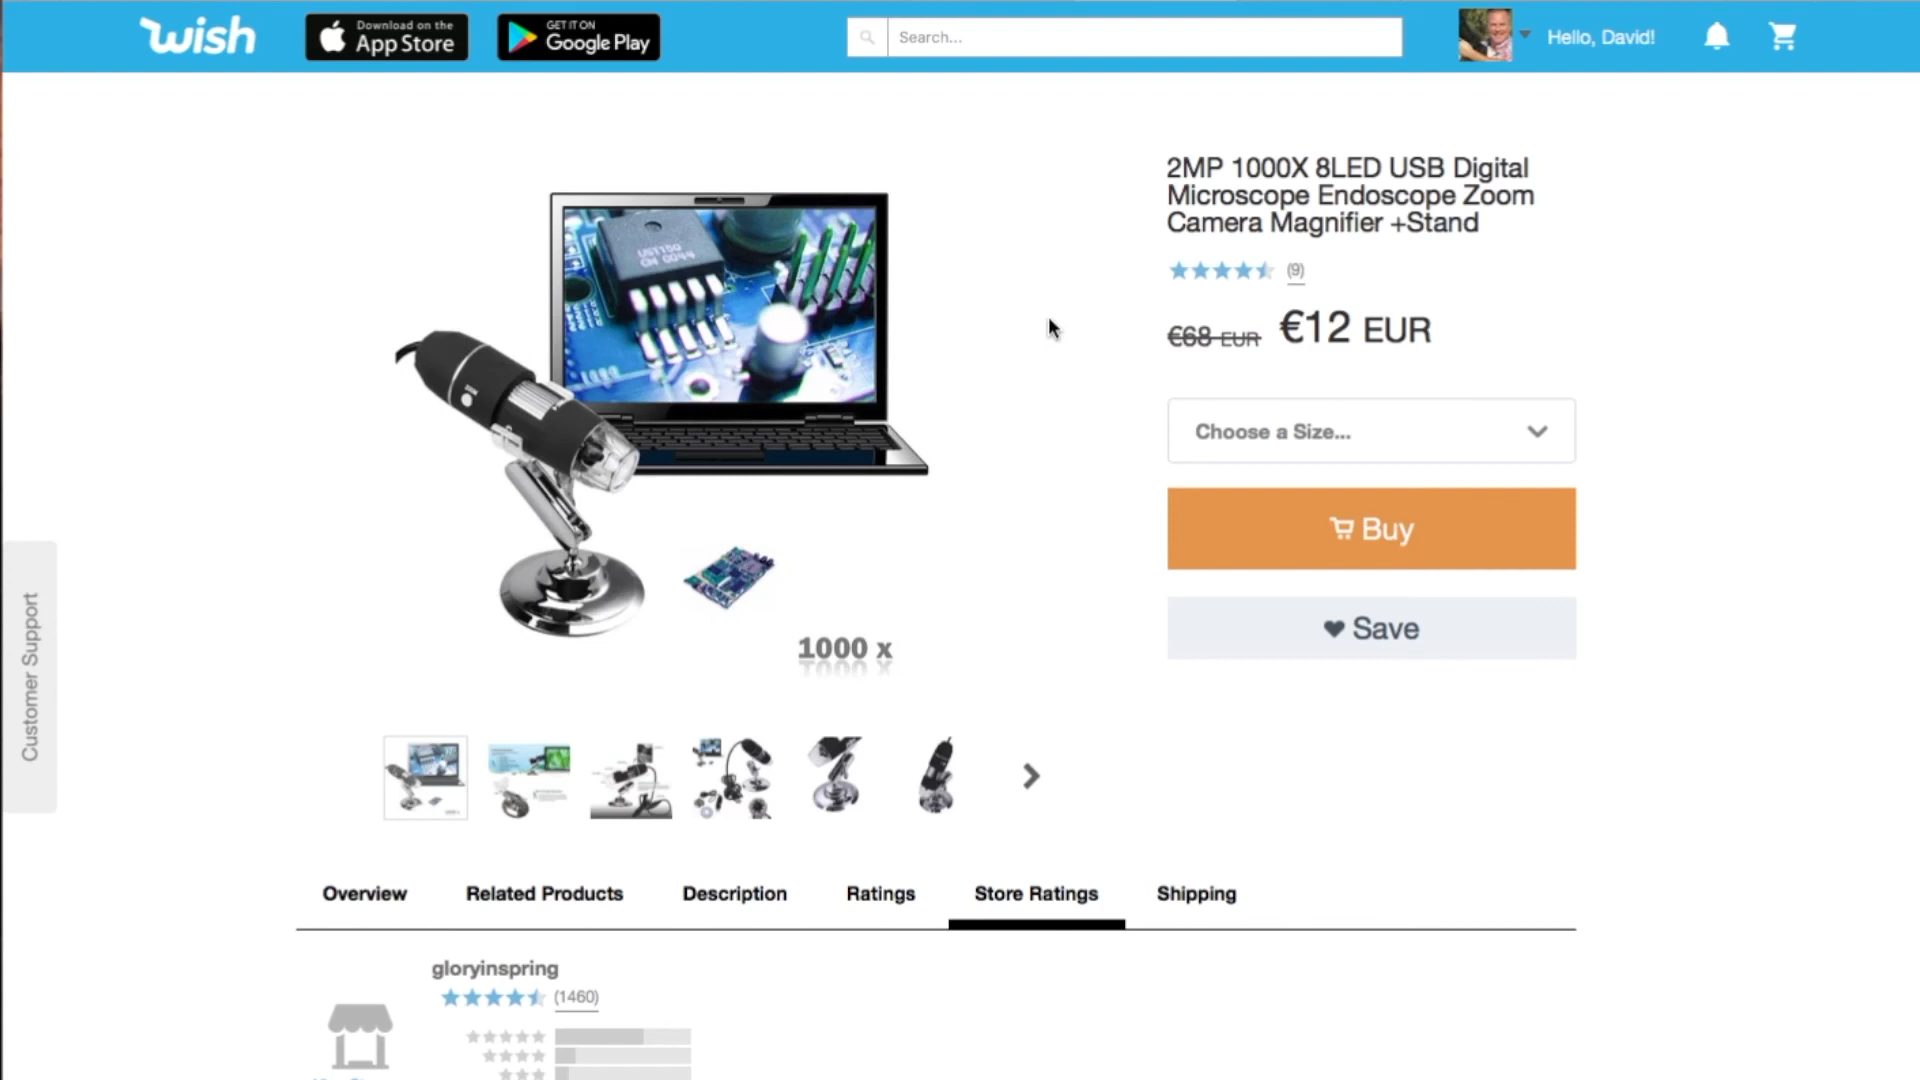 wish
Download on the
App Store
GET IT ON
Google Play
Search...
Hello, David!
2MP 1000X 8LED USB Digital
Microscope Endoscope Zoom
Camera Magnifier +Stand
(9)
€68 EUR €12 EUR
Choose a Size...
Buy
Save
1000 x
Customer Support
Overview Related Products Description Ratings Store Ratings Shipping
gloryinspring
(1460)